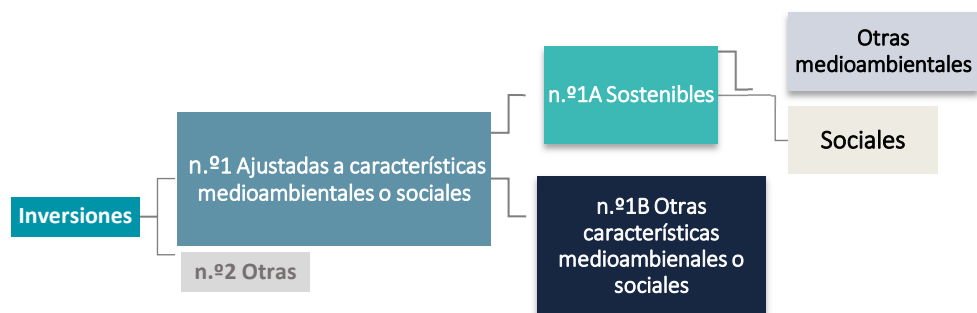 Inversiones
n.º1 Ajustadas a características
medioambientales o sociales
n.º2 Otras
n.º1A Sostenibles
n.º1B Otras
características
medioambienales o
sociales
Otras
medioambientales
Sociales